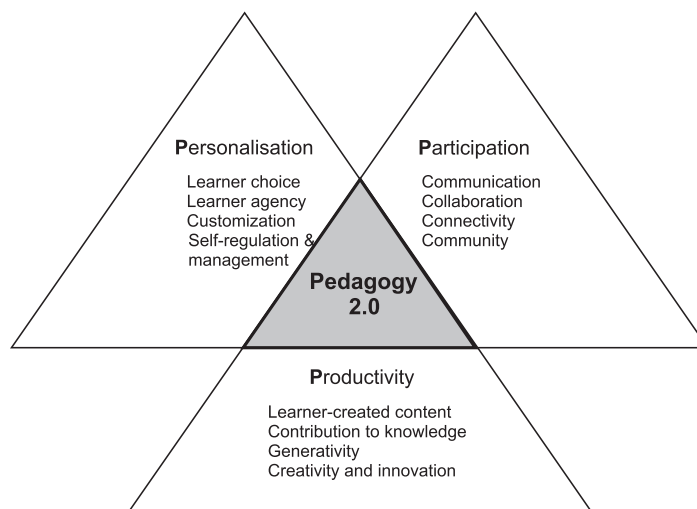 Personalisation
Learner choice
Learner agency
Customization
Self-regulation &
management
Participation
Communication
Collaboration
Connectivity
Community
Pedagogy
2.0
Productivity
Learner-created content
Contribution to knowledge
Generativity
Creativity and innovation